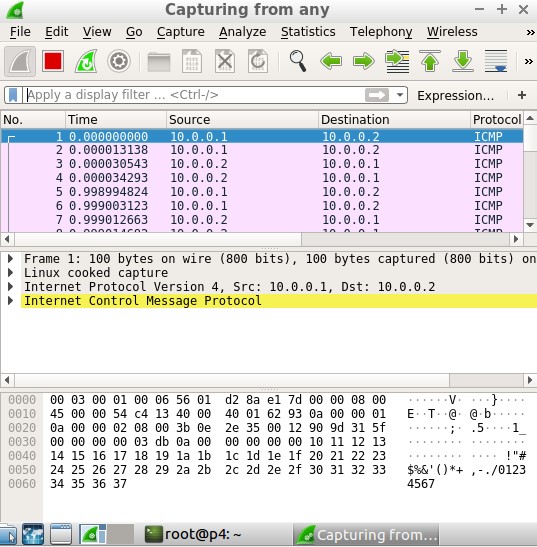 Capturing from any
File Edit View Go Capture Analyze Statistics Telephony Wireless »
Apply a display filter ... <Ctrl-/> Expression... +
No. Time Source Destination Protocol
1 0.000000000 10.0.0.1 10.0.0.2 ICMP
2 0.000013138 10.0.0.1 10.0.0.2 ICMP
3 0.000030543 10.0.0.2 10.0.0.1 ICMP
4 0.000034293 10.0.0.2 10.0.0.1 ICMP
5 0.998994824 10.0.0.1 10.0.0.2 ICMP
6 0.999003123 10.0.0.1 10.0.0.2 ICMP
7 0.999012663 10.0.0.2 10.0.0.1 ICMP
Frame 1: 100 bytes on wire (800 bits), 100 bytes captured (800 bits) on
Linux cooked capture
Internet Protocol Version 4, Src: 10.0.0.1, Dst: 10.0.0.2
Internet Control Message Protocol
0000 00 03 00 01 00 06 56 01 d2 8a e1 7d 00 00 08 00 ······V· ···}····
0010 45 00 00 54 c4 13 40 00 40 01 62 93 0a 00 00 01 E··T··@· @·b·····
0020 0a 00 00 02 08 00 3b 0e 2e 35 00 12 90 9d 31 5f ······;· .5····1_
0030 00 00 00 00 03 db 0a 00 00 00 00 00 10 11 12 13 ········ ········
0040 14 15 16 17 18 19 1a 1b 1c 1d 1e 1f 20 21 22 23 ········ ···· !"#
0050 24 25 26 27 28 29 2a 2b 2c 2d 2e 2f 30 31 32 33 $%&'()*+ ,-./0123
0060 34 35 36 37 4567
root@p4: ~ Capturing from...